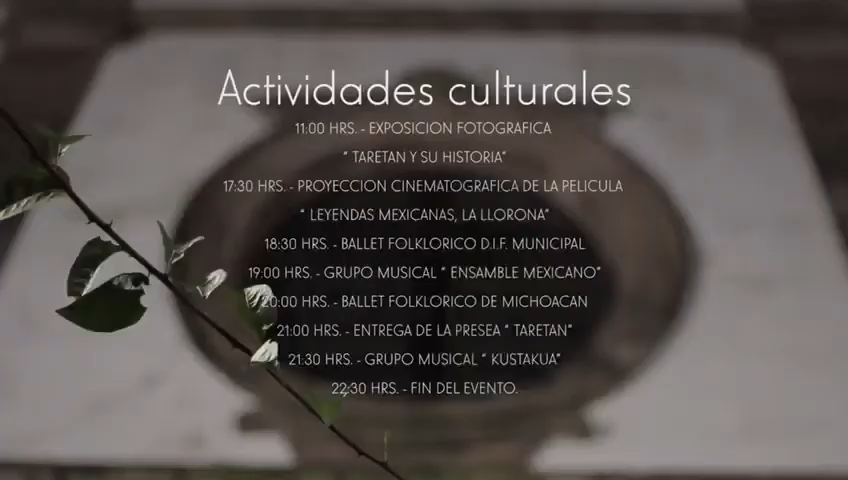 Actividades culturales
11:00 HRS. - EXPOSICION FOTOGRAFICA
" TARETAN Y SU HISTORIA"
17:30 HRS. - PROYECCION CINEMATOGRAFICA DE LA PELICULA
" LEYENDAS MEXICANAS, LA LLORONA"
18:30 HRS. - BALLET FOLKLORICO D.I.F. MUNICIPAL
19:00 HRS. - GRUPO MUSICAL " ENSAMBLE MEXICANO"
20:00 HRS. - BALLET FOLKLORICO DE MICHOACAN
21:00 HRS. - ENTREGA DE LA PRESEA " TARETAN"
21:30 HRS. - GRUPO MUSICAL " KUSTAKUA"
22:30 HRS. - FIN DEL EVENTO.